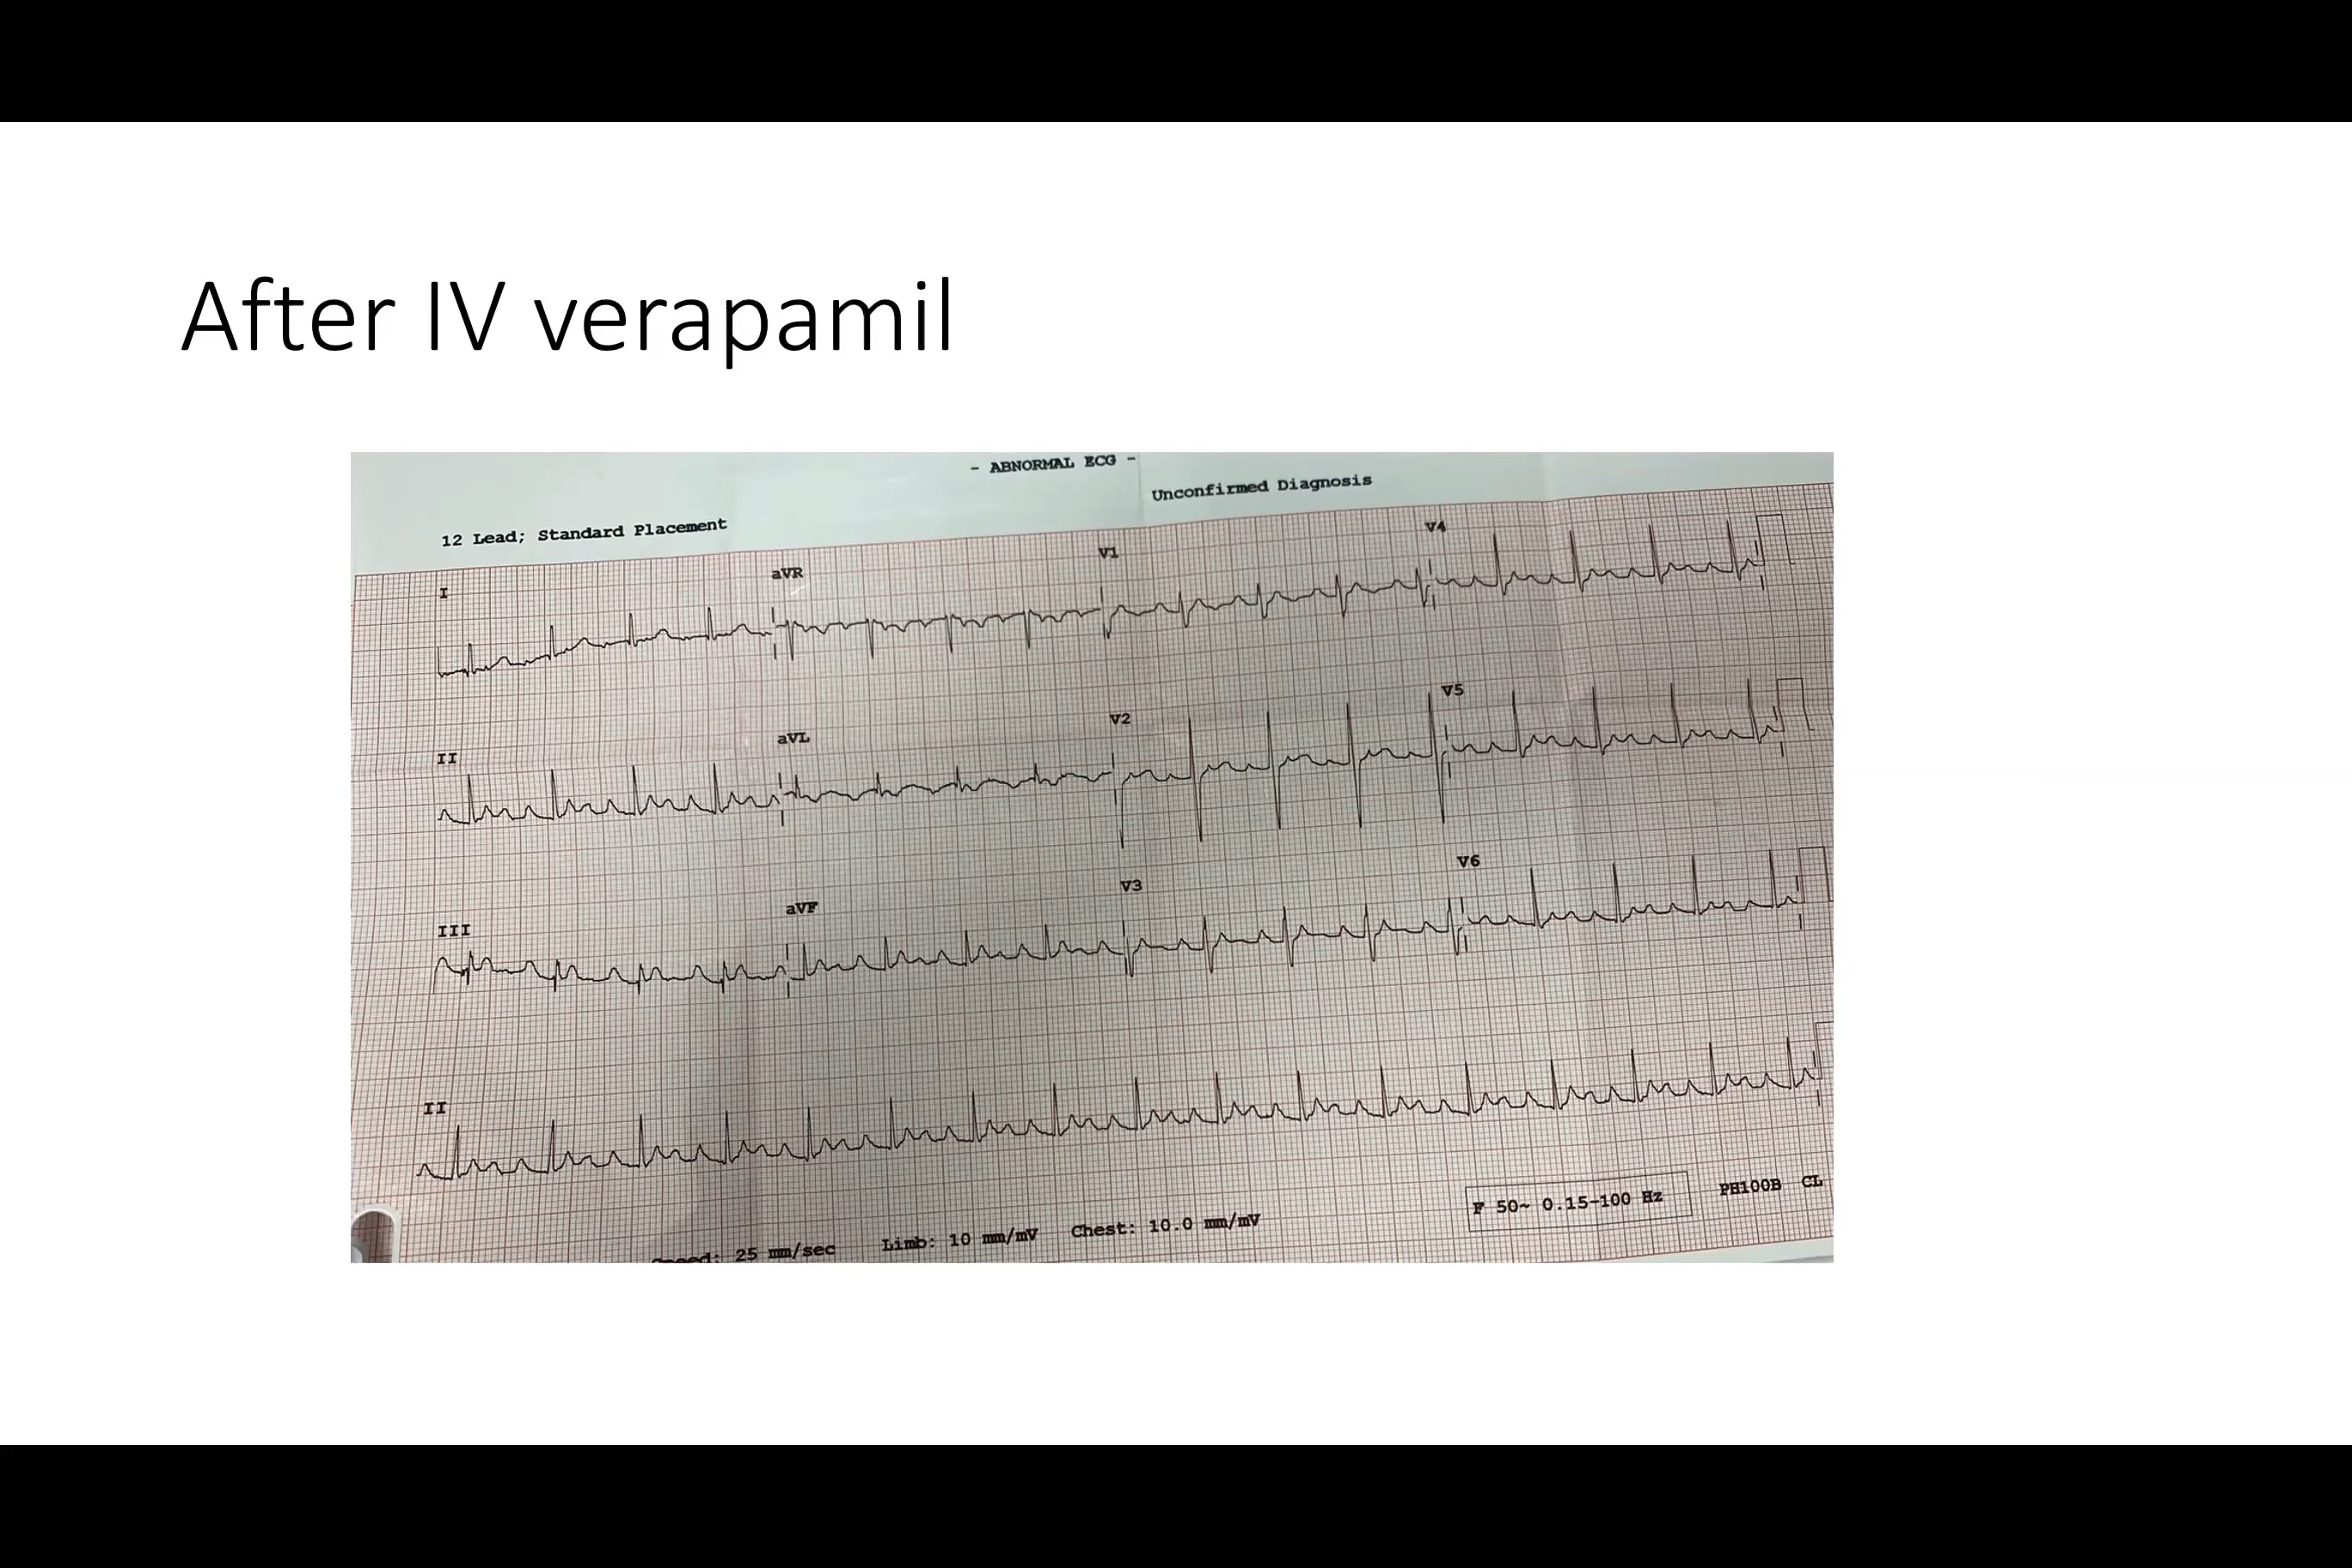 After IV verapamil
- ABNORMAL ECG -
Unconfirmed Diagnosis
12 Lead; Standard Placement
I aVR V1 V4
II aVL V2 V5
III aVF V3 V6
II
25 mm/sec Limb: 10 mm/mV Chest: 10.0 mm/mV
F 50~ 0.15-100 Hz PH100B CL